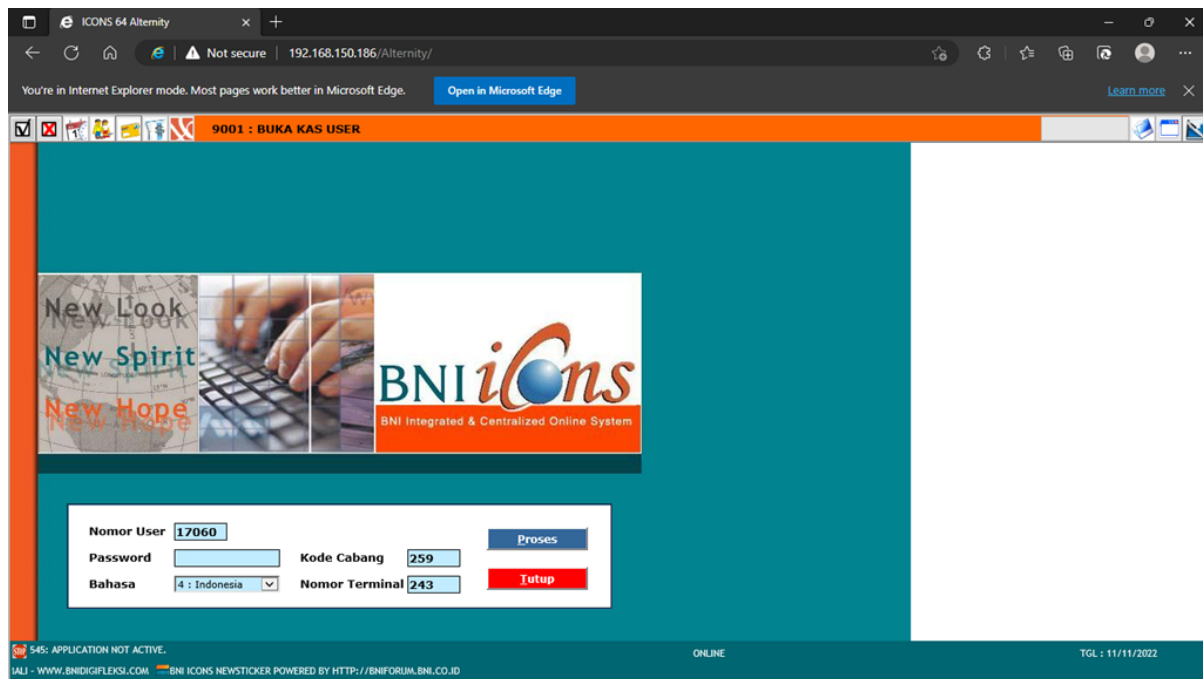 ICONS 64 Alternity
Not secure | 192.168.150.186/Alternity/
You're in Internet Explorer mode. Most pages work better in Microsoft Edge. Open in Microsoft Edge Learn more
9001 : BUKA KAS USER
New Look
New Spirit
New Hope
BNI icons
BNI Integrated & Centralized Online System
Nomor User 17060 Proses
Password Kode Cabang 259
Bahasa 4 : Indonesia Nomor Terminal 243 Tutup
STOP 545: APPLICATION NOT ACTIVE. ONLINE TGL : 11/11/2022
IALI - WWW.BNIDIGIFLEKSI.COM BNI ICONS NEWSTICKER POWERED BY HTTP://BNIFORUM.BNI.CO.ID